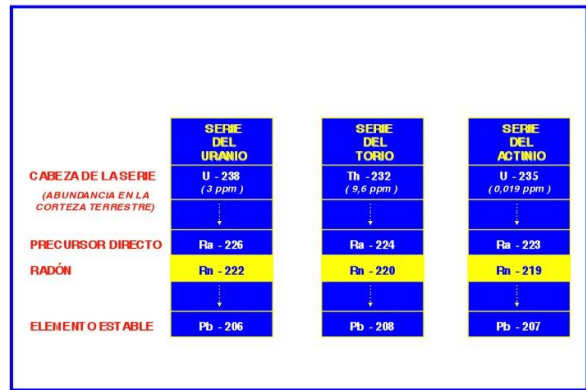 SERIE DEL URANIO
SERIE DEL TORIO
SERIE DEL ACTINIO
CABEZA DE LA SERIE
(ABUNDANCIA EN LA
CORTEZA TERRESTRE)
U - 238
( 3 ppm )
Th - 232
( 9,6 ppm )
U - 235
( 0,019 ppm )
PRECURSOR DIRECTO
Ra - 226
Ra - 224
Ra - 223
RADÓN
Rn - 222
Rn - 220
Rn - 219
ELEMENTO ESTABLE
Pb - 206
Pb - 208
Pb - 207